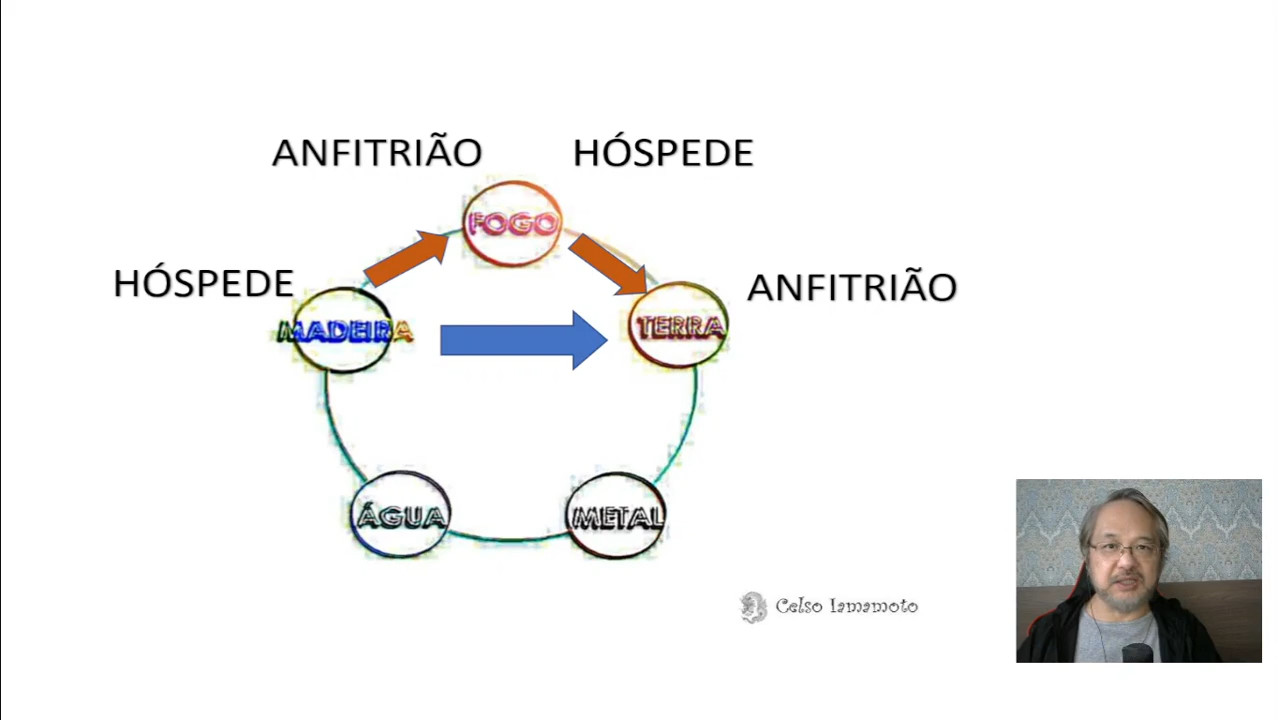 ANFITRIÃO HÓSPEDE
FOGO
HÓSPEDE ANFITRIÃO
MADEIRA TERRA
ÁGUA METAL
Celso Iamamoto